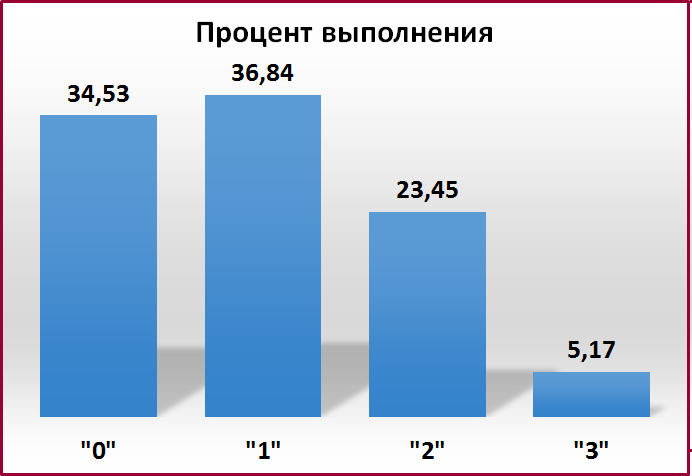 Процент выполнения
36,84
34,53
23,45
5,17
"0" "1" "2" "3"